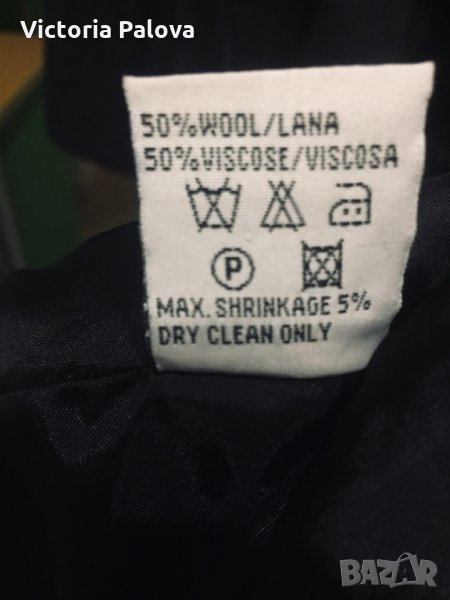 Victoria Palova
50%WOOL/LANA
50%VISCOSE/VISCOSA
P
MAX. SHRINKAGE 5%
DRY CLEAN ONLY
BAZAR